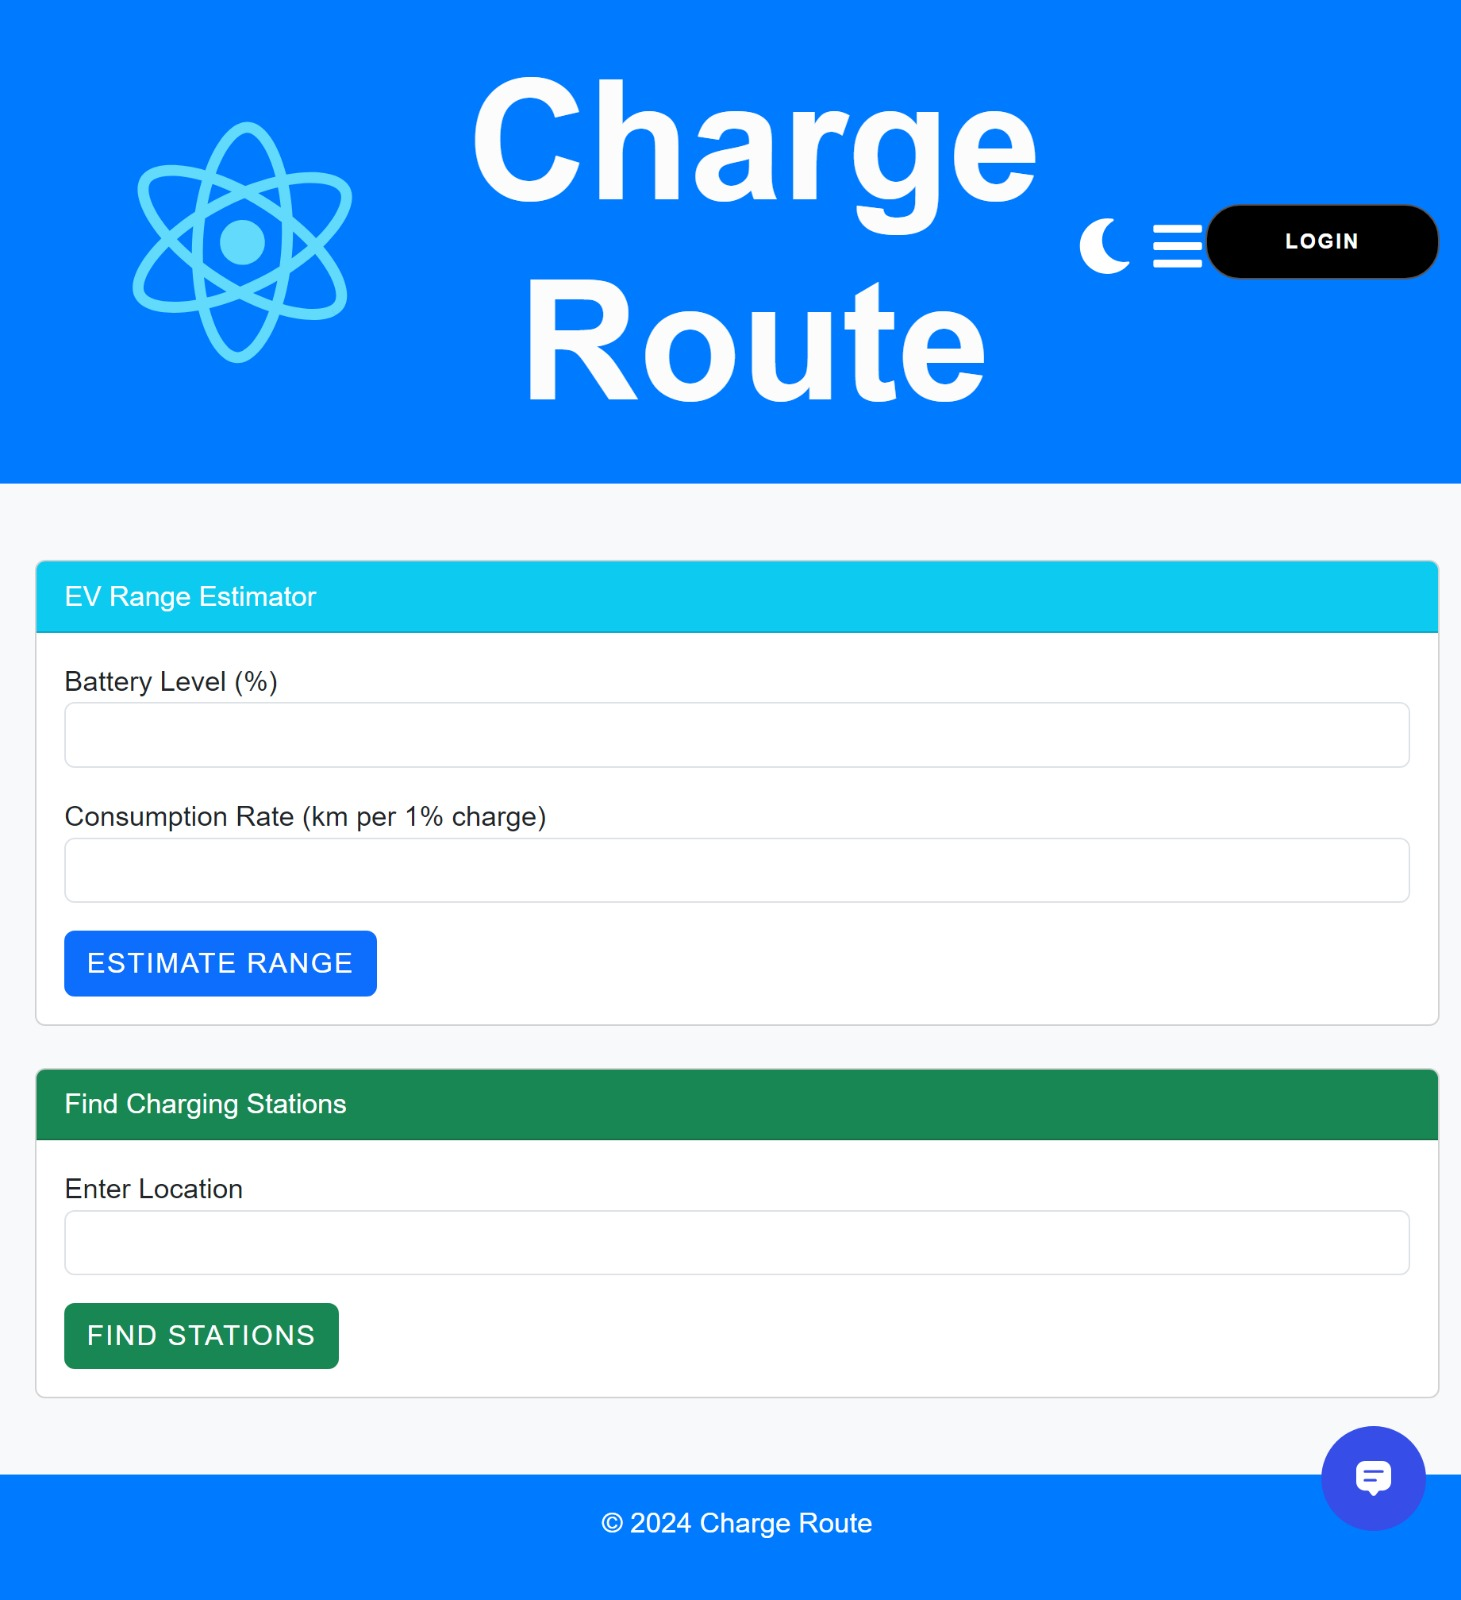 Charge
Route
LOGIN
EV Range Estimator
Battery Level (%)
Consumption Rate (km per 1% charge)
ESTIMATE RANGE
Find Charging Stations
Enter Location
FIND STATIONS
© 2024 Charge Route